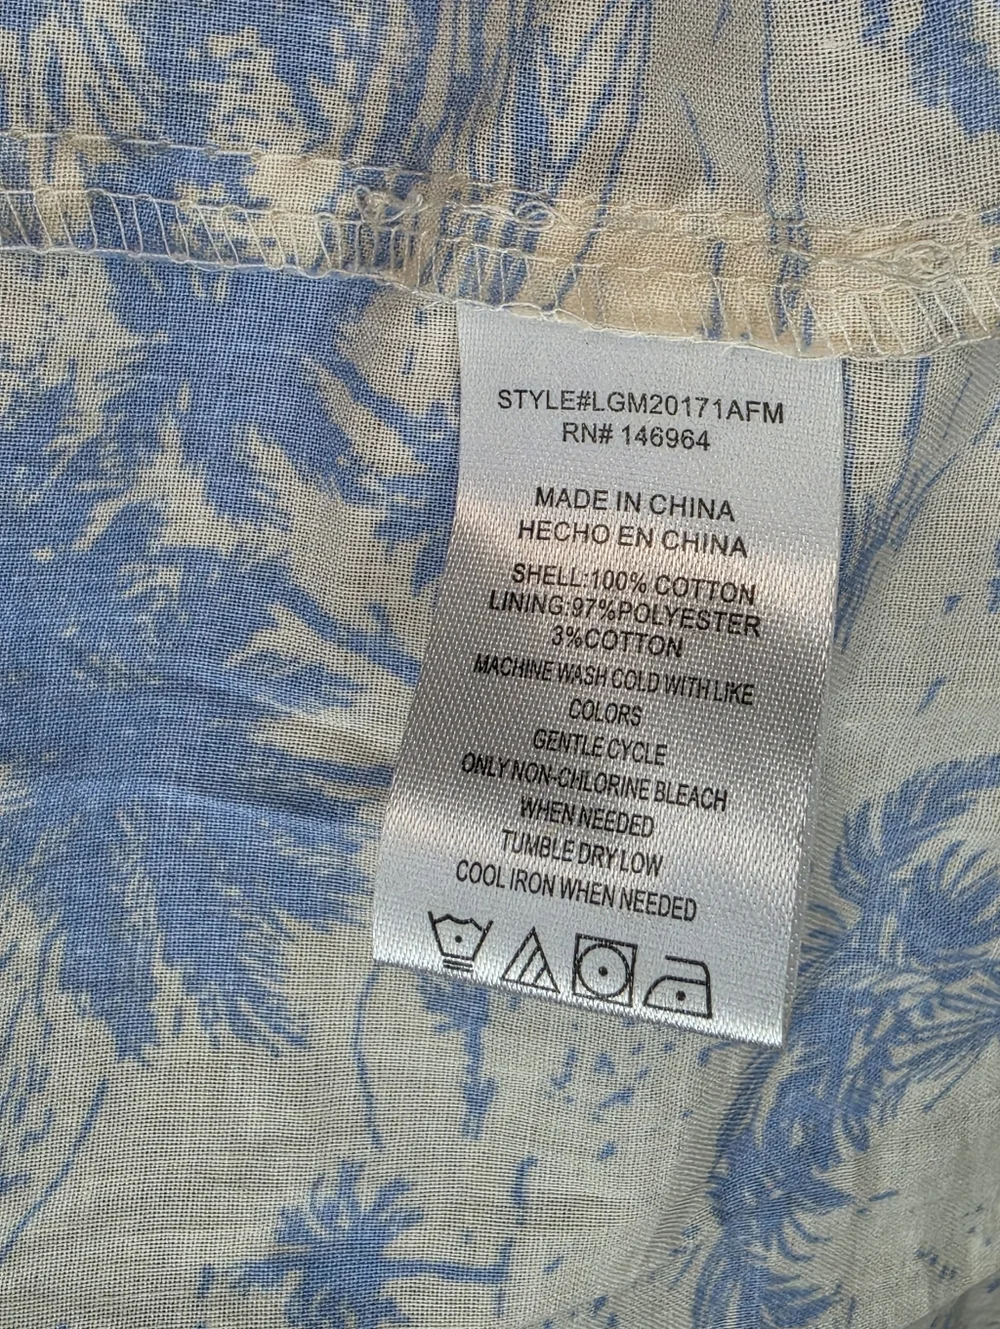 STYLE#LGM20171AFM
RN# 146964
MADE IN CHINA
HECHO EN CHINA
SHELL:100% COTTON
LINING:97%POLYESTER
3%COTTON
MACHINE WASH COLD WITH LIKE
COLORS
GENTLE CYCLE
ONLY NON-CHLORINE BLEACH
WHEN NEEDED
TUMBLE DRY LOW
COOL IRON WHEN NEEDED